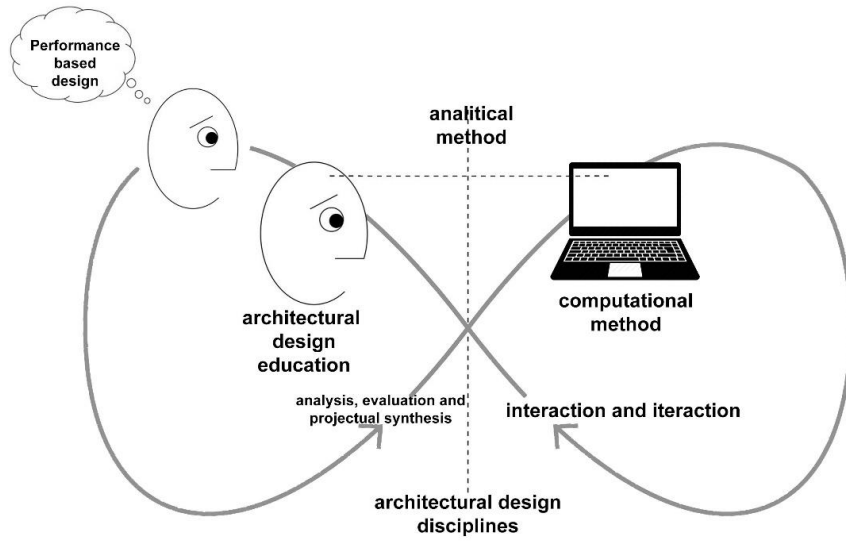 Performance
based
design
analitical
method
architectural
design
education
computational
method
analysis, evaluation and
projectual synthesis
interaction and iteraction
architectural design
disciplines